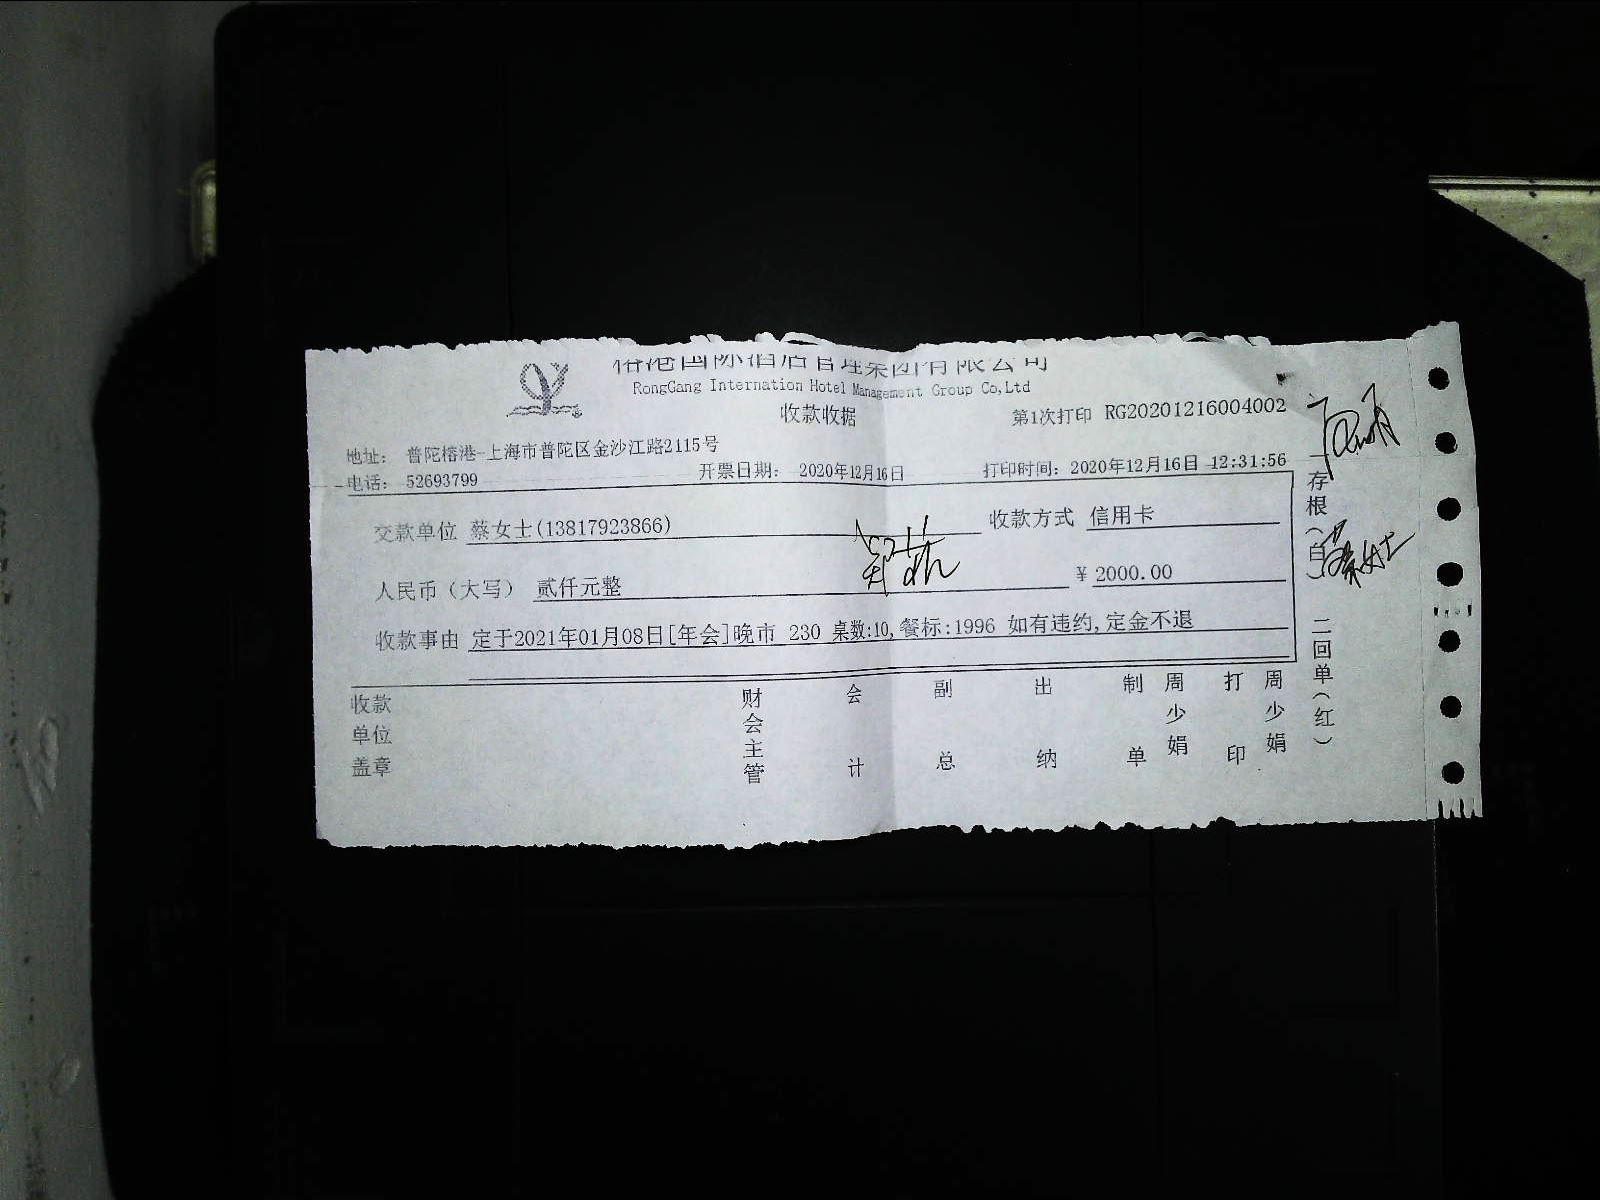 榕港国际酒店管理集团有限公司
RongGang Internation Hotel Management Group Co,Ltd
收款收据
第1次打印 RG20201216004002
地址: 普陀榕港-上海市普陀区金沙江路2115号
电话: 52693799 开票日期: 2020年12月16日 打印时间: 2020年12月16日 12:31:56
交款单位 蔡女士(13817923866) 收款方式 信用卡
人民币（大写） 贰仟元整 ¥ 2000.00
收款事由 定于2021年01月08日[年会]晚市 230 桌数:10,餐标:1996 如有违约,定金不退
收款单位盖章 财会主管 会计 副总 出纳 制单 周少娟 打印 周少娟
一存根(白) 二回单(红)
蔡女士